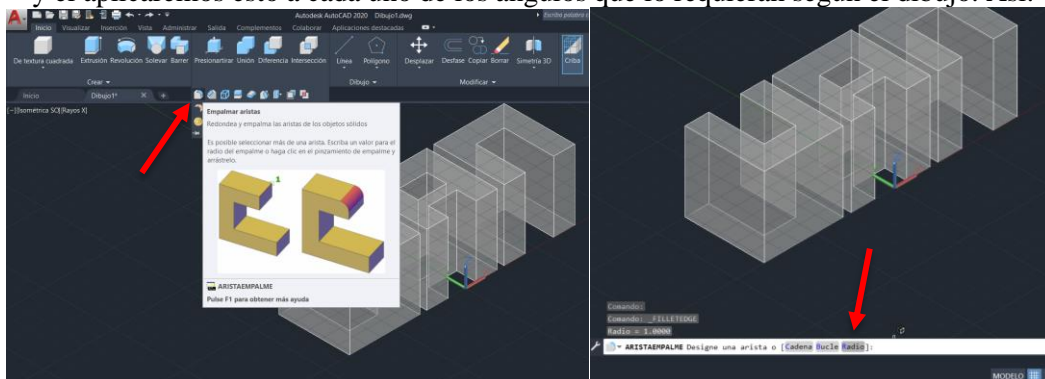 y el aplicaremos esto a cada uno de los ángulos que lo requieran según el dibujo. Así:
Autodesk AutoCAD 2020 Dibujo1.dwg
Inicio Visualizar Inserción Vista Administrar Salida Complementos Colaborar Aplicaciones destacadas
De textura cuadrada Extrusión Revolución Solevar Barrer Presionartirar Unión Diferencia Intersección Línea Polígono Desplazar Desfase Copiar Borrar Simetría 3D Criba
Crear Dibujo Modificar
Inicio Dibujo1*
[−][Isométrica SO][Rayos X]
Empalmar aristas
Redondea y empalma las aristas de los objetos sólidos
Es posible seleccionar más de una arista. Escriba un valor para el
radio del empalme o haga clic en el pinzamiento de empalme y
arrástrelo.
1
ARISTAEMPALME
Pulse F1 para obtener más ayuda
Comando:
Comando: _FILLETEDGE
Radio = 1.0000
ARISTAEMPALME Designe una arista o [Cadena Bucle Radio]:
MODELO